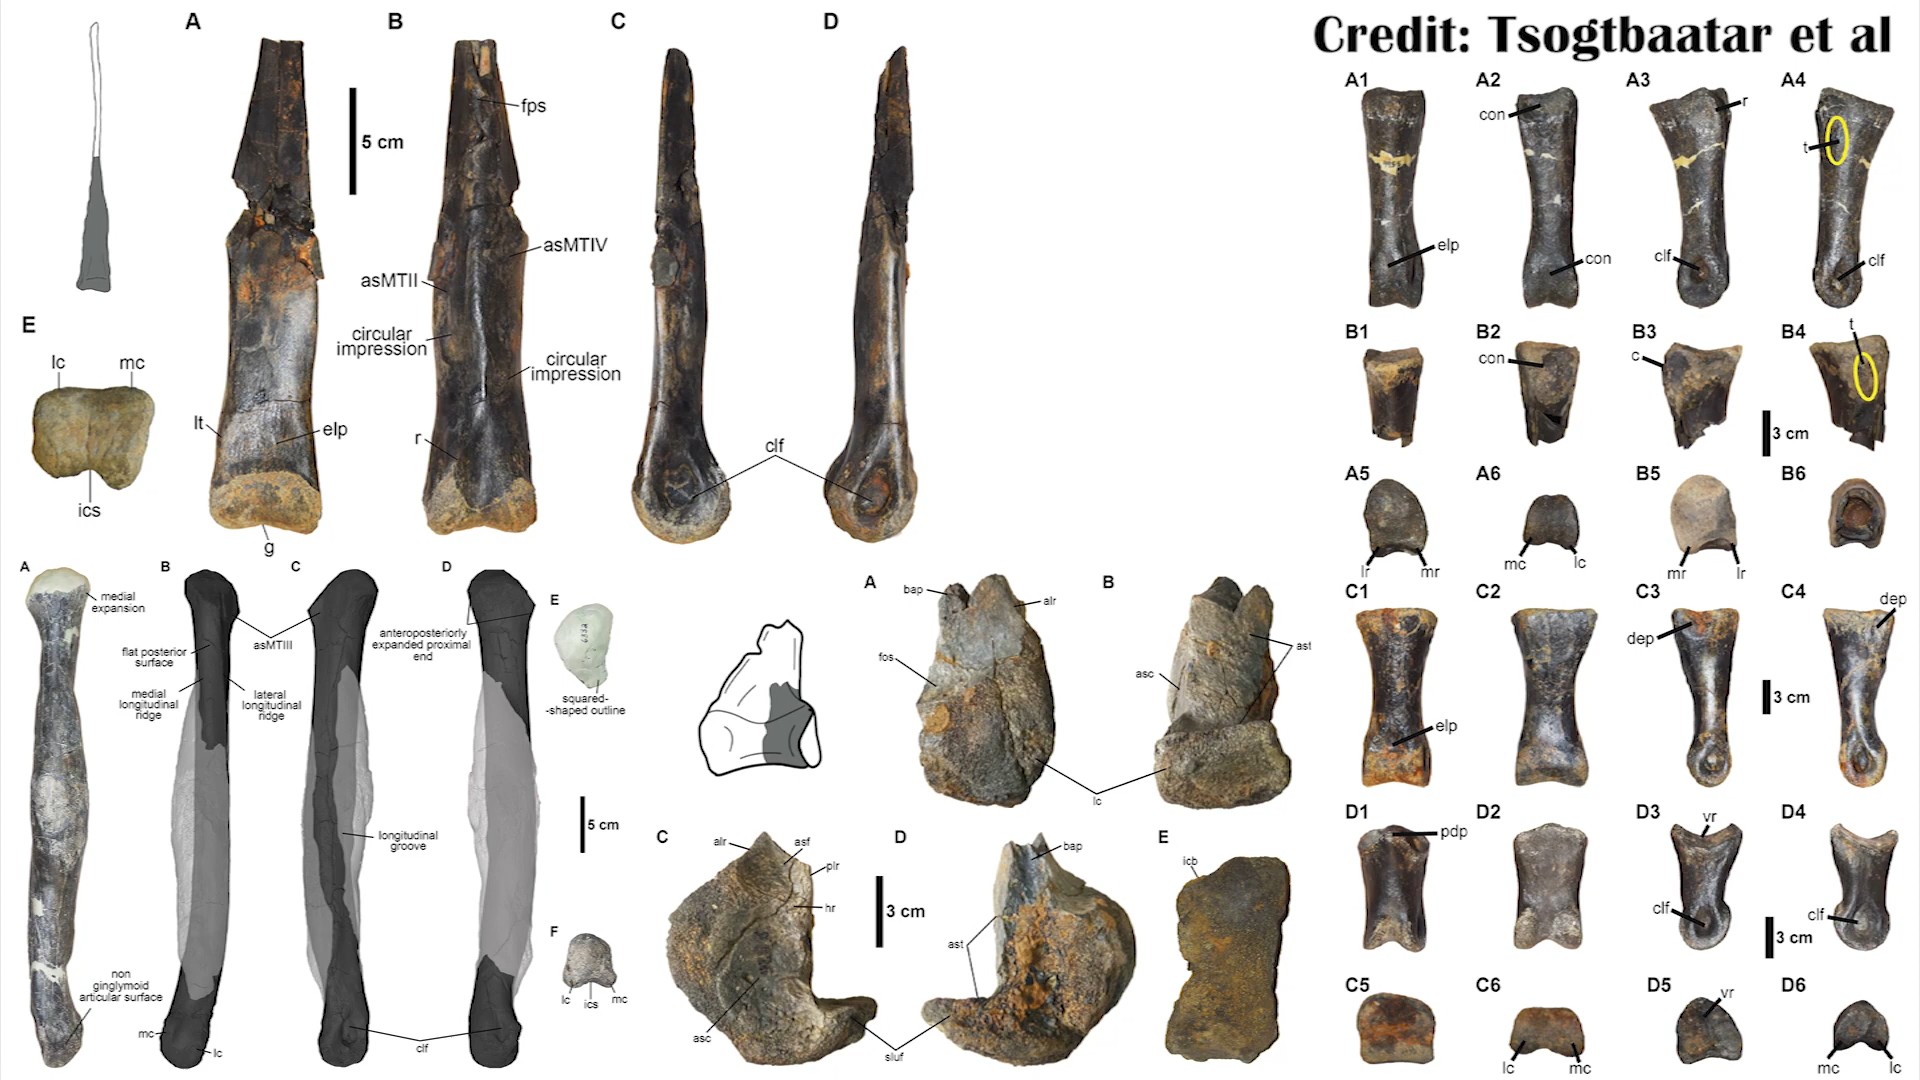 Credit: Tsogtbaatar et al
A
B
C
D
5 cm
fps
asMTIV
asMTII
circular
impression
circular
impression
lt
elp
r
clf
g
E
lc
mc
ics
A
B
C
D
medial
expansion
asMTIII
flat posterior
surface
medial
longitudinal
ridge
lateral
longitudinal
ridge
anteroposteriorly
expanded proximal
end
E
squared-
-shaped outline
longitudinal
groove
5 cm
non
ginglymoid
articular surface
mc
lc
clf
F
lc
ics
mc
A
bap
alr
fos
B
ast
asc
lc
C
alr
asf
plr
hr
asc
3 cm
D
bap
ast
sluf
E
icb
A1
A2
A3
A4
con
r
t
elp
con
clf
clf
B1
B2
B3
B4
con
c
t
3 cm
A5
A6
B5
B6
lr
mr
mc
lc
mr
lr
C1
C2
C3
C4
dep
dep
3 cm
elp
D1
D2
D3
D4
pdp
vr
clf
clf
3 cm
C5
C6
D5
D6
vr
lc
mc
mc
lc